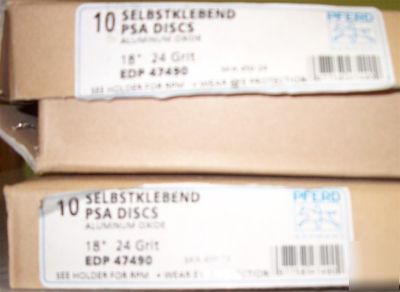 10 SELBSTKLEBEND
PSA DISCS
ALUMINUM OXIDE
18" 24 Grit
EDP 47490
SEE HOLDER FOR RPM. • WEAR EYE PROTECTION
PFERD
10 SELBSTKLEBEND
PSA DISCS
ALUMINUM OXIDE
18" 24 Grit
EDP 47490
SEE HOLDER FOR RPM. • WEAR EYE PROTECTION
PFERD